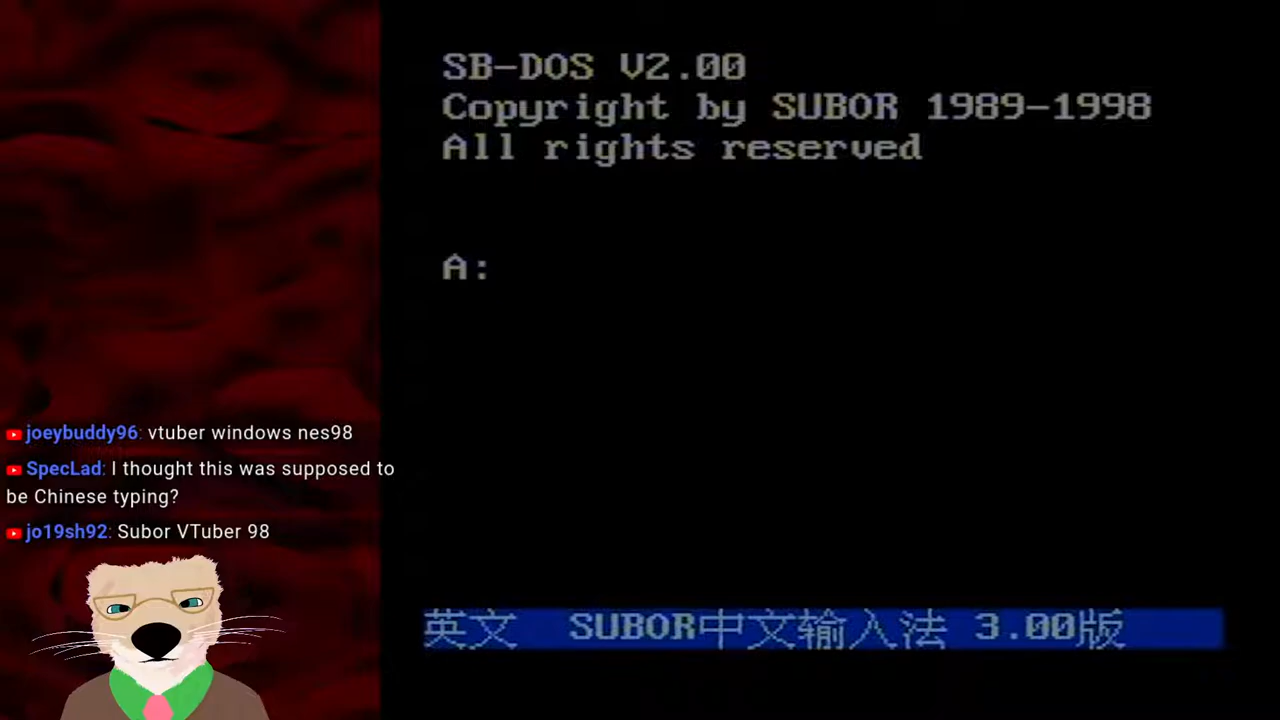 SB-DOS V2.00
Copyright by SUBOR 1989-1998
All rights reserved
A:
joeybuddy96: vtuber windows nes98
SpecLad: I thought this was supposed to
be Chinese typing?
jo19sh92: Subor VTuber 98
英文 SUBOR中文输入法 3.00版